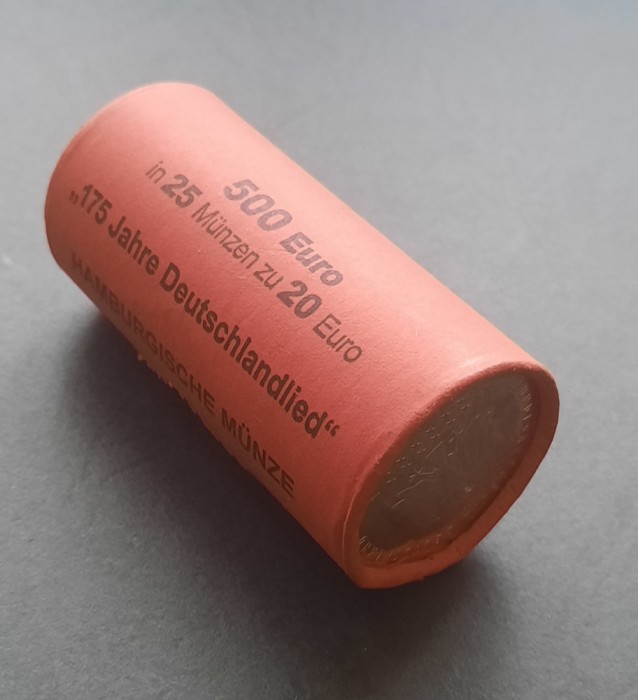 500 Euro
in 25 Münzen zu 20 Euro
„175 Jahre Deutschlandlied“
HAMBURGISCHE MÜNZE